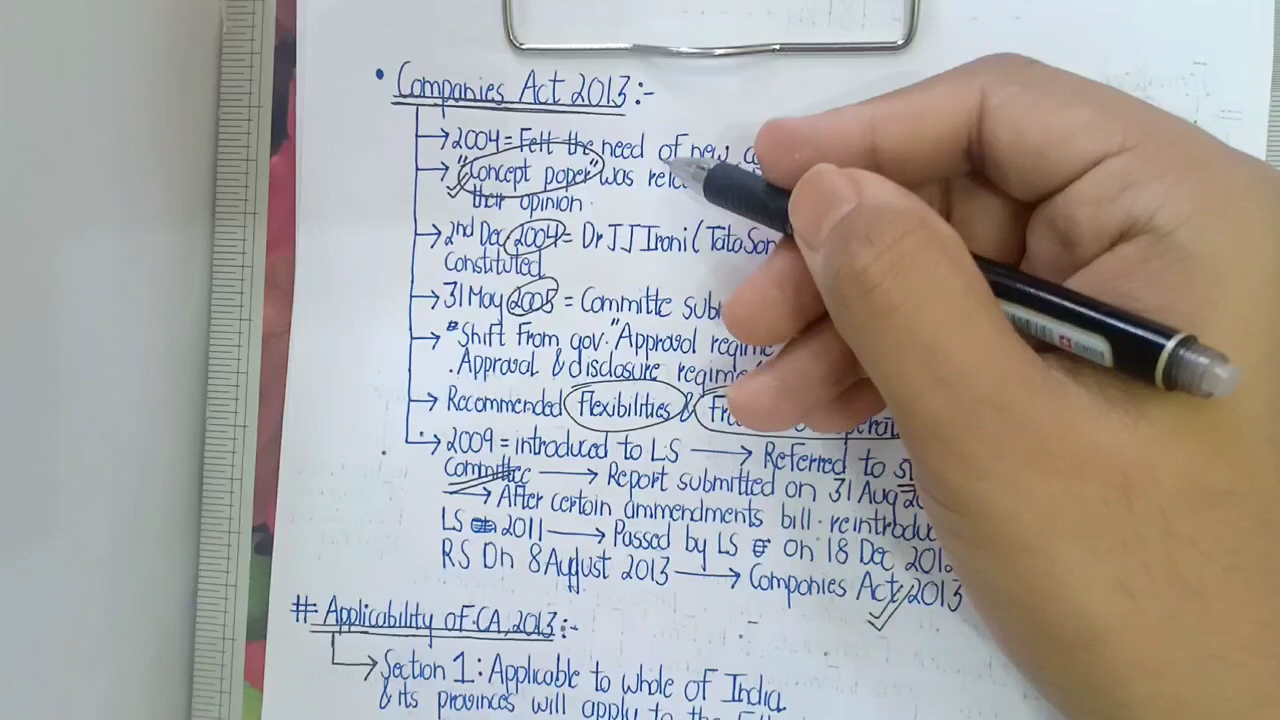 • Companies Act 2013:-
→ 2004 = Felt the need of new
→ "Concept paper" was
their opinion.
→ 2nd Dec 2004 = Dr JJ Irani (Tata Son
Constituted
→ 31 May 2005 = Committe
→ "Shift From gov. "Approval regime
. Approval & disclosure regime"
→ Recommended Flexibilities &
→ 2009 = introduced to LS → Referred to
committee → Report submitted on 31 Aug
→ After certain ammendments bill reintroduc
LS 2011 → Passed by LS on 18 Dec 2012
RS On 8 August 2013 → Companies Act, 2013
# Applicability of CA, 2013:-
→ Section 1: Applicable to whole of India
& its provinces will apply to the